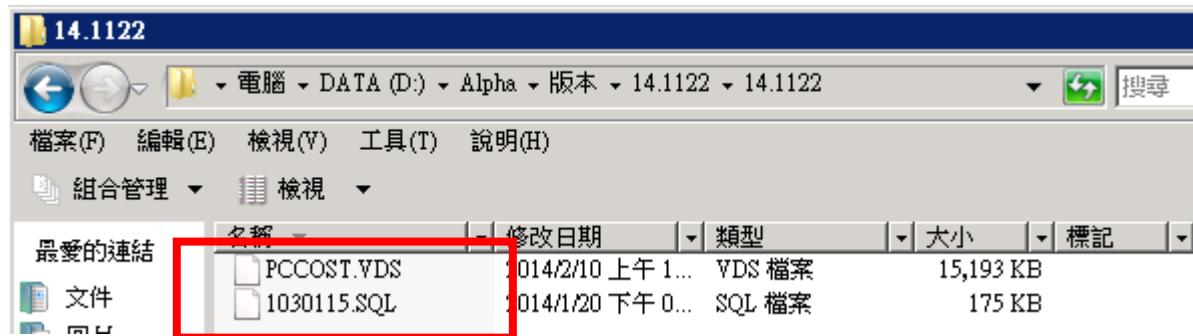 14.1122
電腦 DATA (D:) Alpha 版本 14.1122 14.1122 搜尋
檔案(F) 編輯(E) 檢視(V) 工具(T) 說明(H)
組合管理 檢視
最愛的連結 名稱 修改日期 類型 大小 標記
PCCOST.VDS 2014/2/10 上午 1... VDS 檔案 15,193 KB
文件 1030115.SQL 2014/1/20 下午 0... SQL 檔案 175 KB